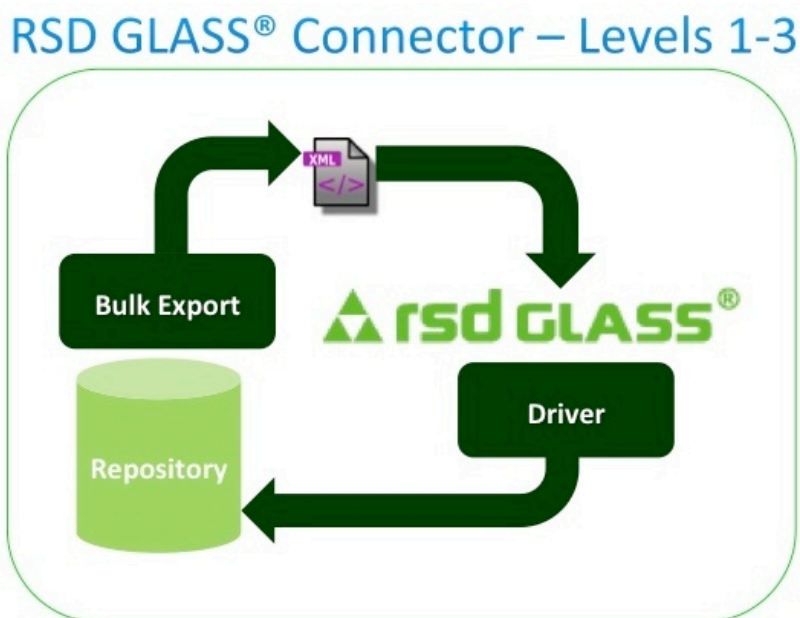 RSD GLASS® Connector – Levels 1-3
XML
</>
Bulk Export
rsd GLASS®
Driver
Repository